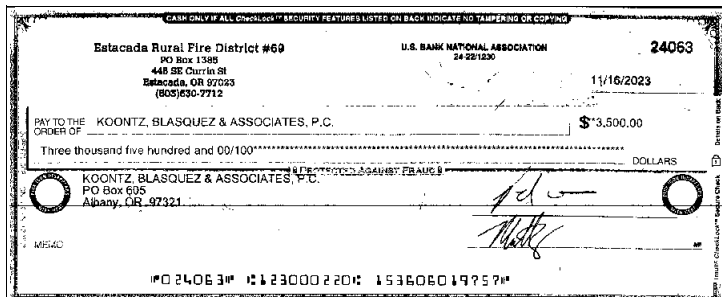 CASH ONLY IF ALL CheckLock™ SECURITY FEATURES LISTED ON BACK INDICATE NO TAMPERING OR COPYING
Estacada Rural Fire District #69
PO Box 1385
445 SE Currin St
Estacada, OR 97023
(503)630-7712
U.S. BANK NATIONAL ASSOCIATION
24-22/1230
24063
11/16/2023
PAY TO THE ORDER OF KOONTZ, BLASQUEZ & ASSOCIATES, P.C.
$**3,500.00
Three thousand five hundred and 00/100
DOLLARS
PROTECTED AGAINST FRAUD
KOONTZ, BLASQUEZ & ASSOCIATES, P.C.
PO Box 605
Albany, OR 97321
⑈024063⑈ ⑆123000220⑆ 153606019757⑈
Details on Back